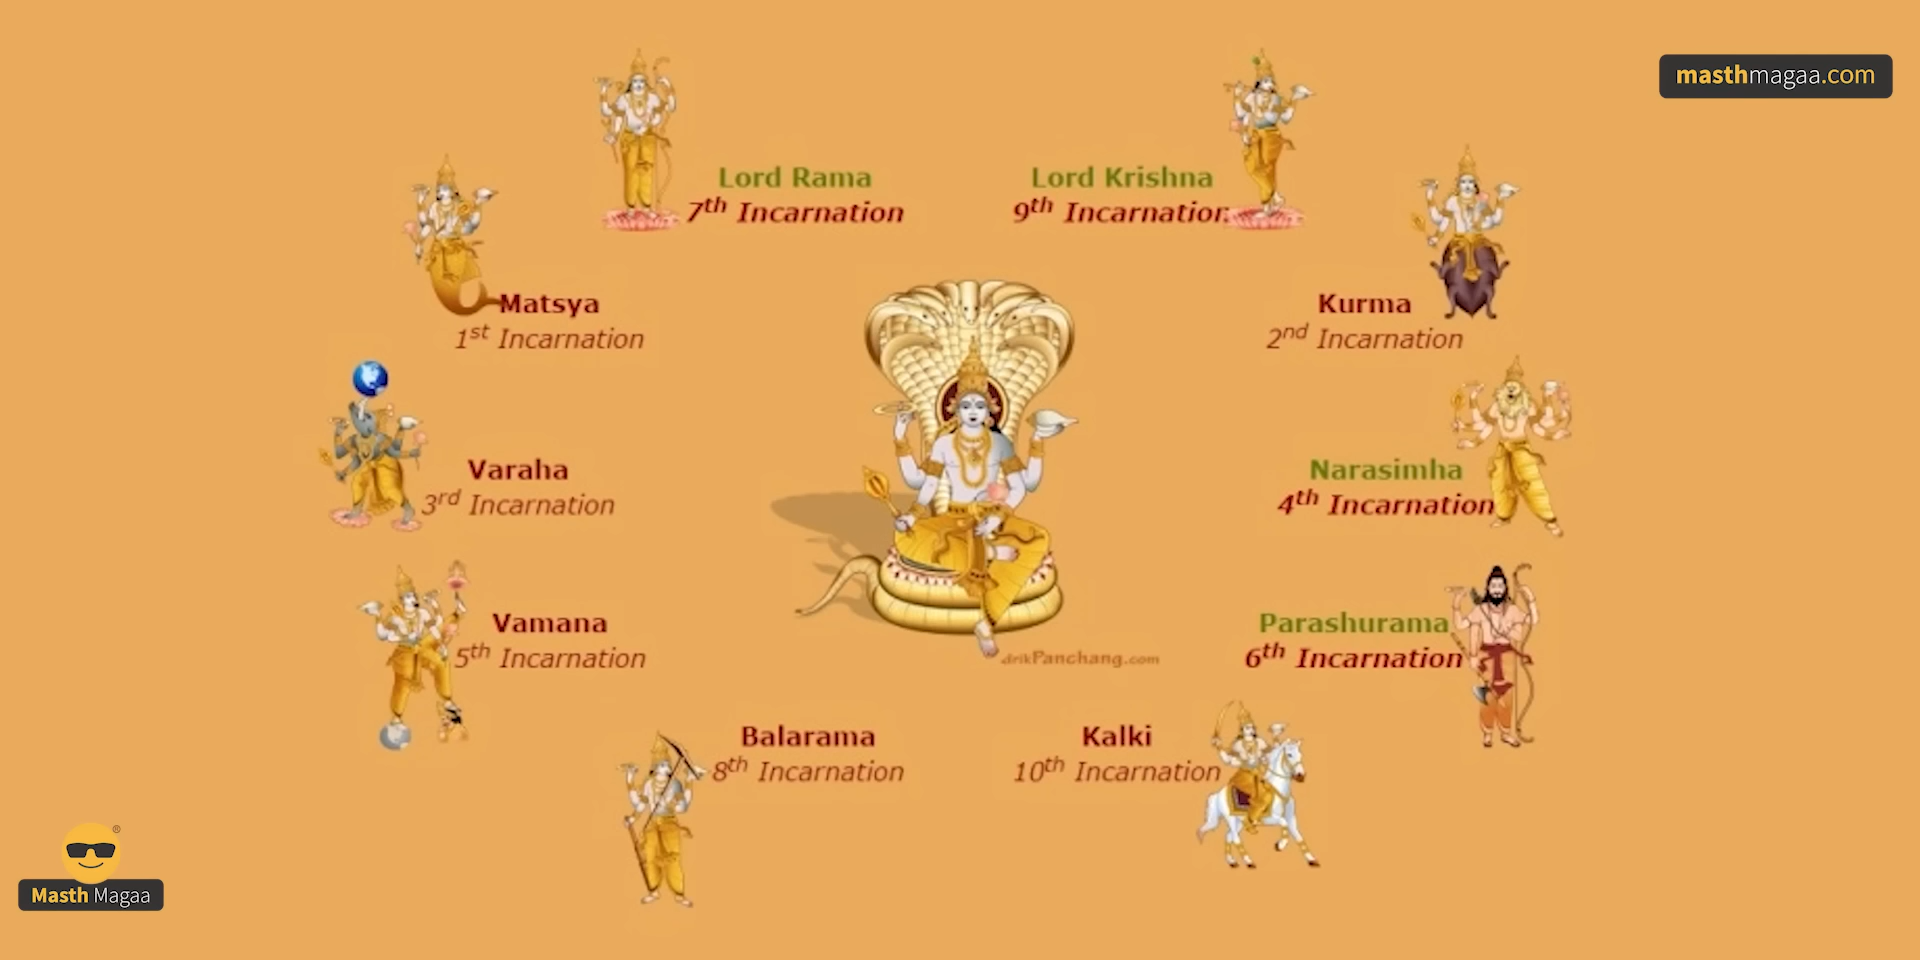 masthmagaa.com
Lord Rama
7th Incarnation
Lord Krishna
9th Incarnation
Matsya
1st Incarnation
Kurma
2nd Incarnation
Varaha
3rd Incarnation
Narasimha
4th Incarnation
Vamana
5th Incarnation
Parashurama
6th Incarnation
drikPanchang.com
Balarama
8th Incarnation
Kalki
10th Incarnation
®
Masth Magaa